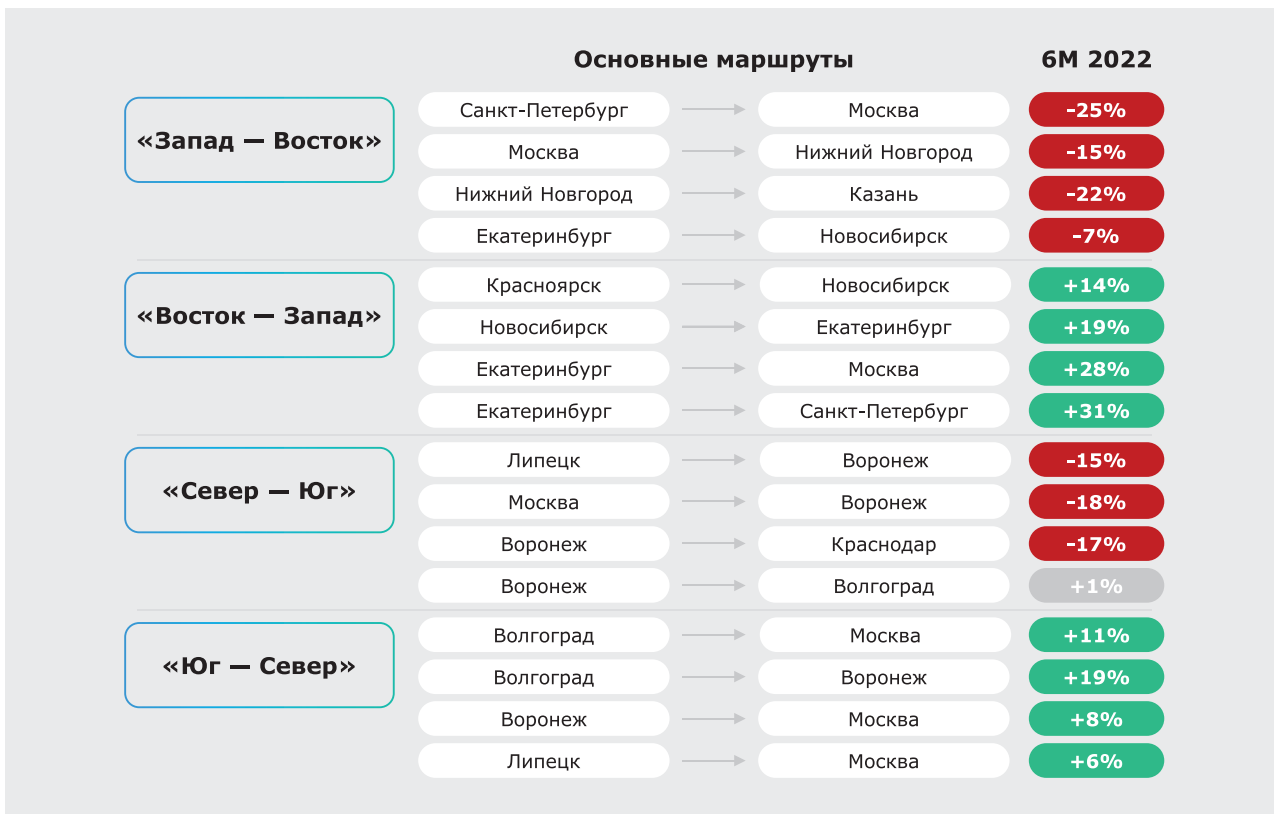 Основные маршруты 6М 2022
«Запад — Восток»
Санкт-Петербург Москва -25%
Москва Нижний Новгород -15%
Нижний Новгород Казань -22%
Екатеринбург Новосибирск -7%
«Восток — Запад»
Красноярск Новосибирск +14%
Новосибирск Екатеринбург +19%
Екатеринбург Москва +28%
Екатеринбург Санкт-Петербург +31%
«Север — Юг»
Липецк Воронеж -15%
Москва Воронеж -18%
Воронеж Краснодар -17%
Воронеж Волгоград +1%
«Юг — Север»
Волгоград Москва +11%
Волгоград Воронеж +19%
Воронеж Москва +8%
Липецк Москва +6%